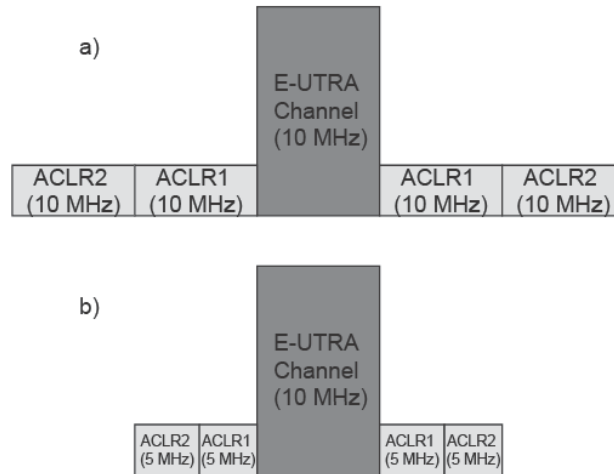 a)
E-UTRA
Channel
(10 MHz)
ACLR2
(10 MHz)
ACLR1
(10 MHz)
ACLR1
(10 MHz)
ACLR2
(10 MHz)
b)
E-UTRA
Channel
(10 MHz)
ACLR2
(5 MHz)
ACLR1
(5 MHz)
ACLR1
(5 MHz)
ACLR2
(5 MHz)